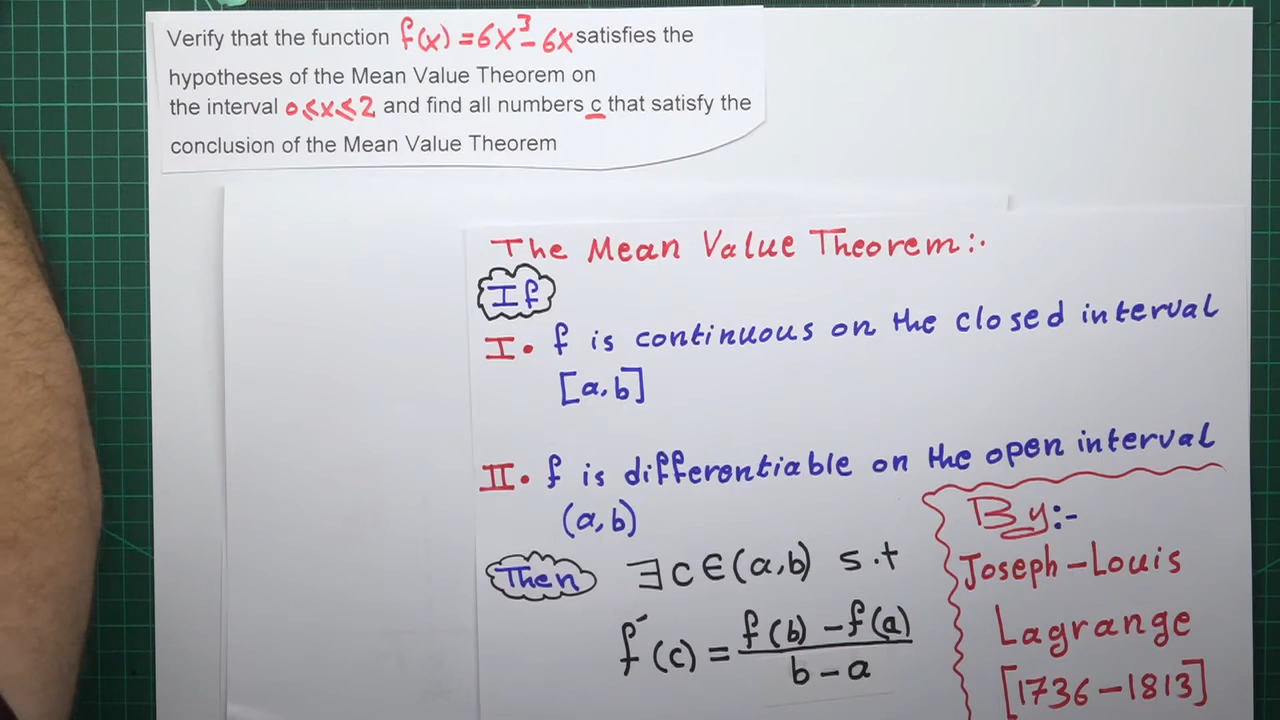 Verify that the function f(x) = 6x³ - 6x satisfies the
hypotheses of the Mean Value Theorem on
the interval 0⩽x⩽2 and find all numbers c that satisfy the
conclusion of the Mean Value Theorem
The Mean Value Theorem:.
If
I. f is continuous on the closed interval
[a,b]
II. f is differentiable on the open interval
(a,b)
Then ∃c∈(a,b) s.t
f′(c) = f(b) - f(a) / b - a
By:-
Joseph-Louis
Lagrange
[1736-1813]